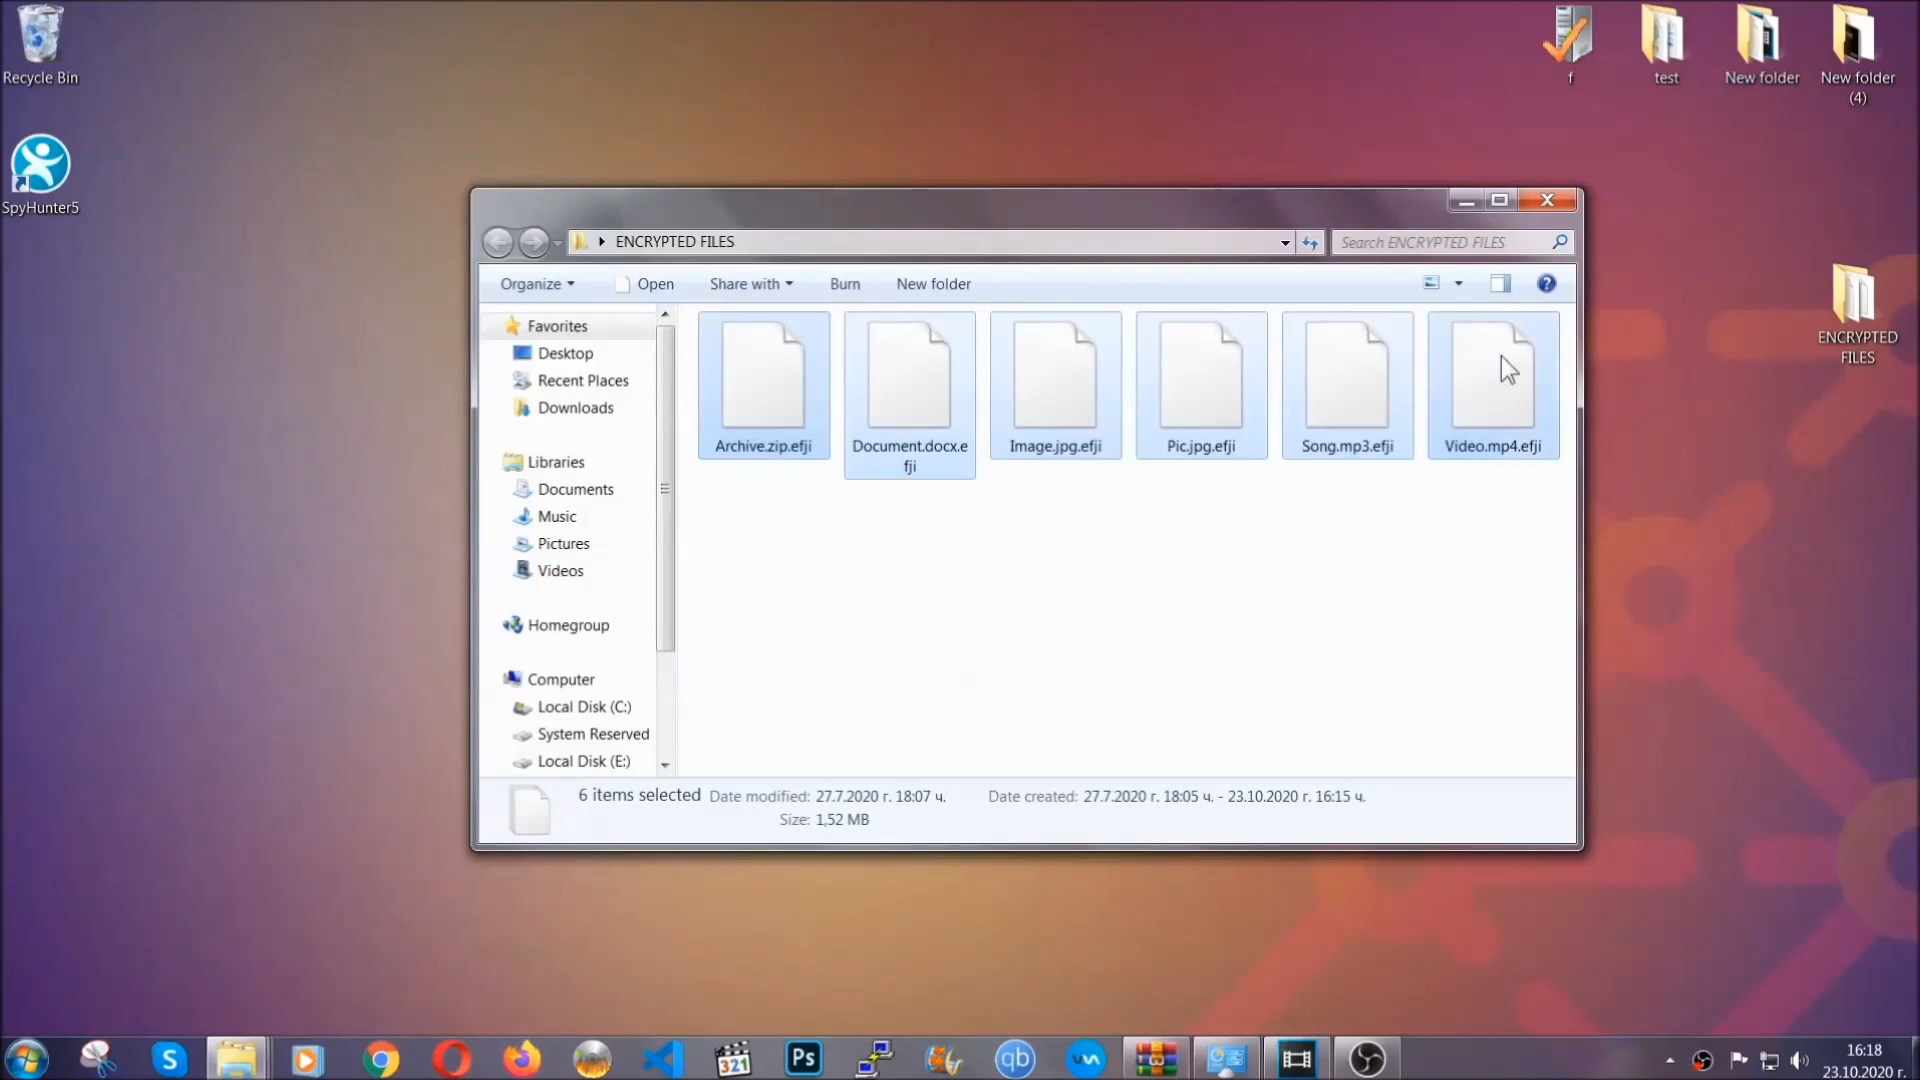 Recycle Bin
SpyHunter5
f
test
New folder
New folder
(4)
ENCRYPTED
FILES
ENCRYPTED FILES
Search ENCRYPTED FILES
Organize
Open
Share with
Burn
New folder
Favorites
Desktop
Recent Places
Downloads
Libraries
Documents
Music
Pictures
Videos
Homegroup
Computer
Local Disk (C:)
System Reserved
Local Disk (E:)
Archive.zip.efji
Document.docx.e
fji
Image.jpg.efji
Pic.jpg.efji
Song.mp3.efji
Video.mp4.efji
6 items selected
Date modified: 27.7.2020 г. 18:07 ч.
Date created: 27.7.2020 г. 18:05 ч. - 23.10.2020 г. 16:15 ч.
Size: 1,52 MB
S
321
Ps
qb
16:18
23.10.2020 г.